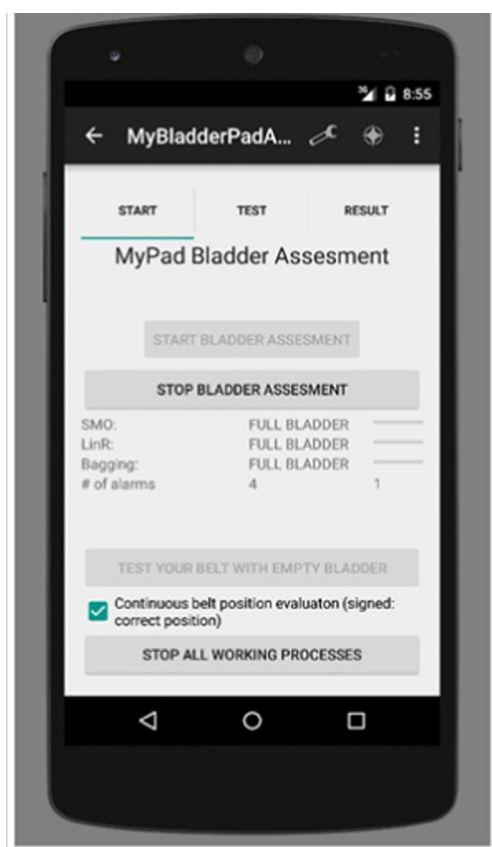 3G 8:55
MyBladderPadA...
START TEST RESULT
MyPad Bladder Assesment
START BLADDER ASSESMENT
STOP BLADDER ASSESMENT
SMO: FULL BLADDER
LinR: FULL BLADDER
Bagging: FULL BLADDER
# of alarms 4 1
TEST YOUR BELT WITH EMPTY BLADDER
Continuous belt position evaluaton (signed:
correct position)
STOP ALL WORKING PROCESSES